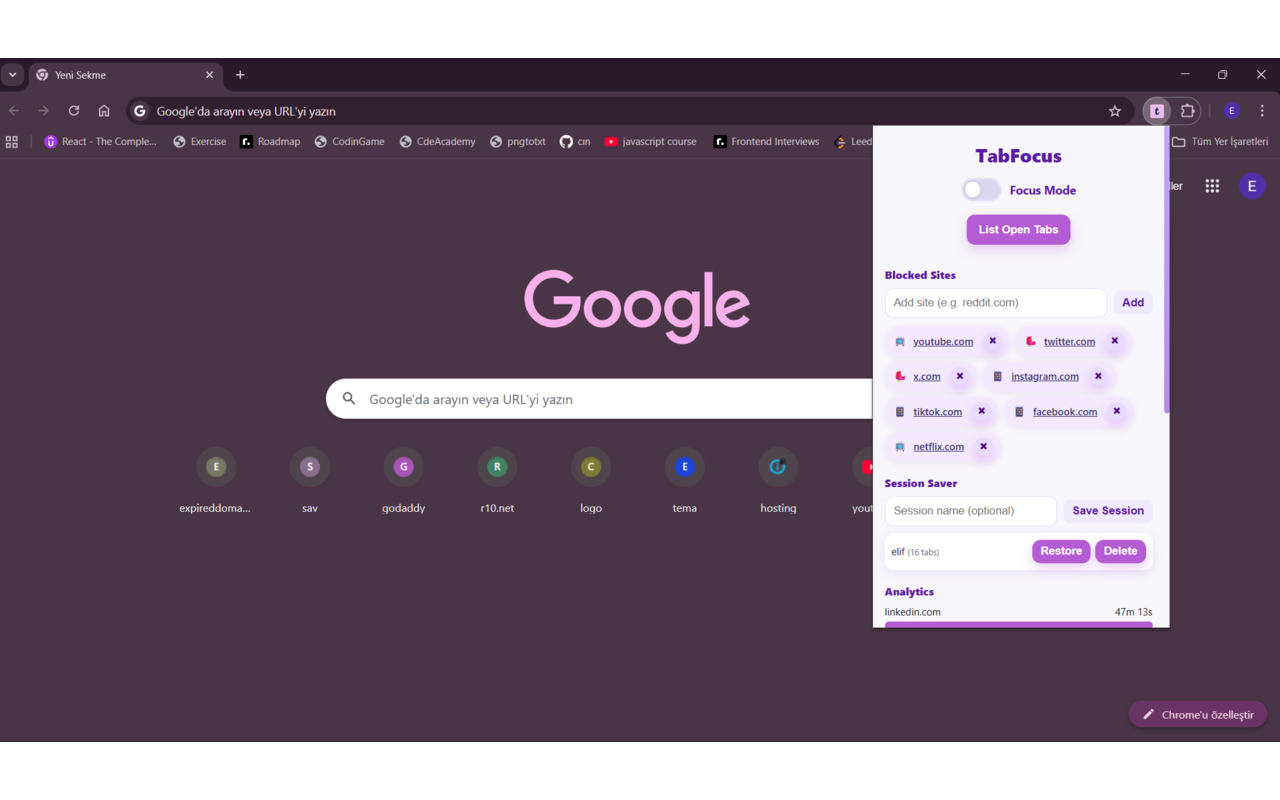 Yeni Sekme
G Google'da arayın veya URL'yi yazın t E
React - The Comple... Exercise Roadmap CodinGame CdeAcademy pngtotxt cın javascript course Frontend Interviews Leed Tüm Yer İşaretleri
TabFocus
ller E
Focus Mode
List Open Tabs
Blocked Sites
Add site (e.g. reddit.com) Add
youtube.com twitter.com
x.com instagram.com
tiktok.com facebook.com
netflix.com
Google
Google'da arayın veya URL'yi yazın
E S G R C E
expireddoma... sav godaddy r10.net logo tema hosting yout
Session Saver
Session name (optional) Save Session
elif (16 tabs) Restore Delete
Analytics
linkedin.com 47m 13s
Chrome'u özelleştir